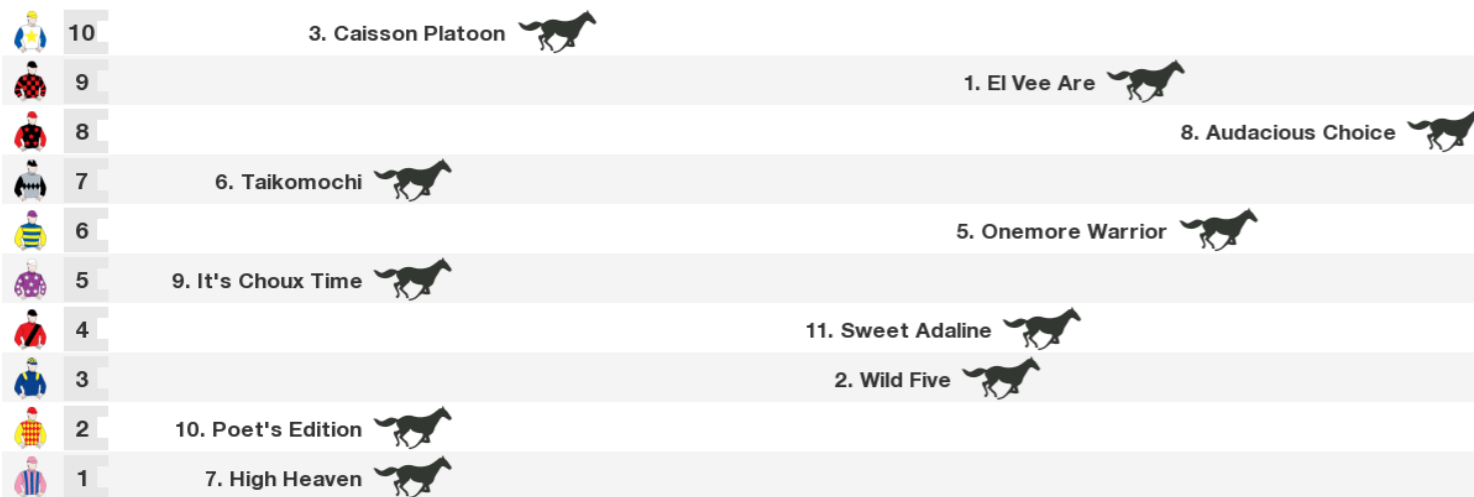 10 3. Caisson Platoon
9 1. El Vee Are
8 8. Audacious Choice
7 6. Taikomochi
6 5. Onemore Warrior
5 9. It's Choux Time
4 11. Sweet Adaline
3 2. Wild Five
2 10. Poet's Edition
1 7. High Heaven